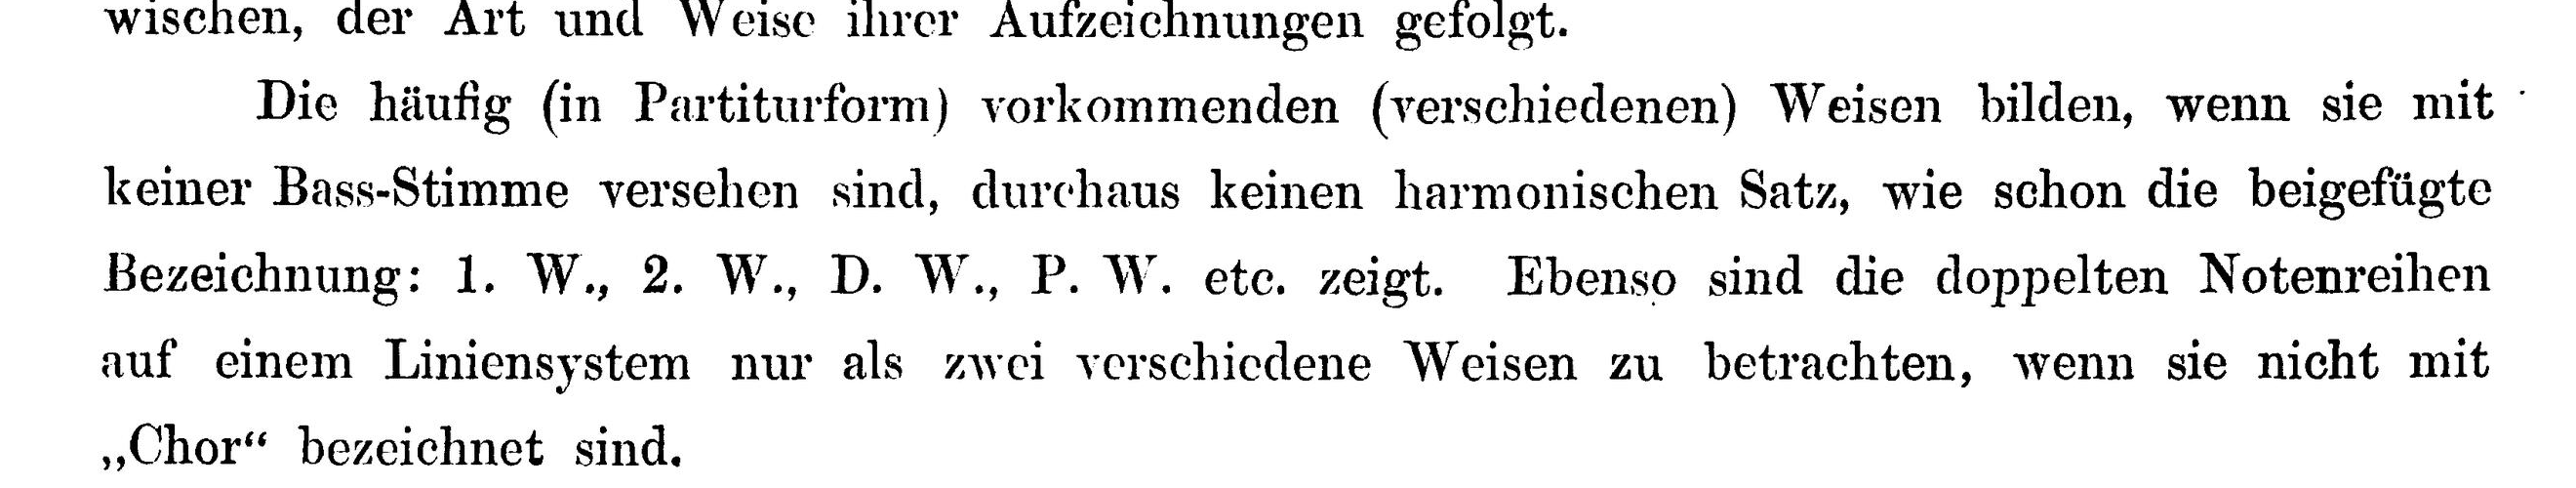 wischen, der Art und Weise ihrer Aufzeichnungen gefolgt.
Die häufig (in Partiturform) vorkommenden (verschiedenen) Weisen bilden, wenn sie mit
keiner Bass-Stimme versehen sind, durchaus keinen harmonischen Satz, wie schon die beigefügte
Bezeichnung: 1. W., 2. W., D. W., P. W. etc. zeigt. Ebenso sind die doppelten Notenreihen
auf einem Liniensystem nur als zwei verschiedene Weisen zu betrachten, wenn sie nicht mit
„Chor“ bezeichnet sind.